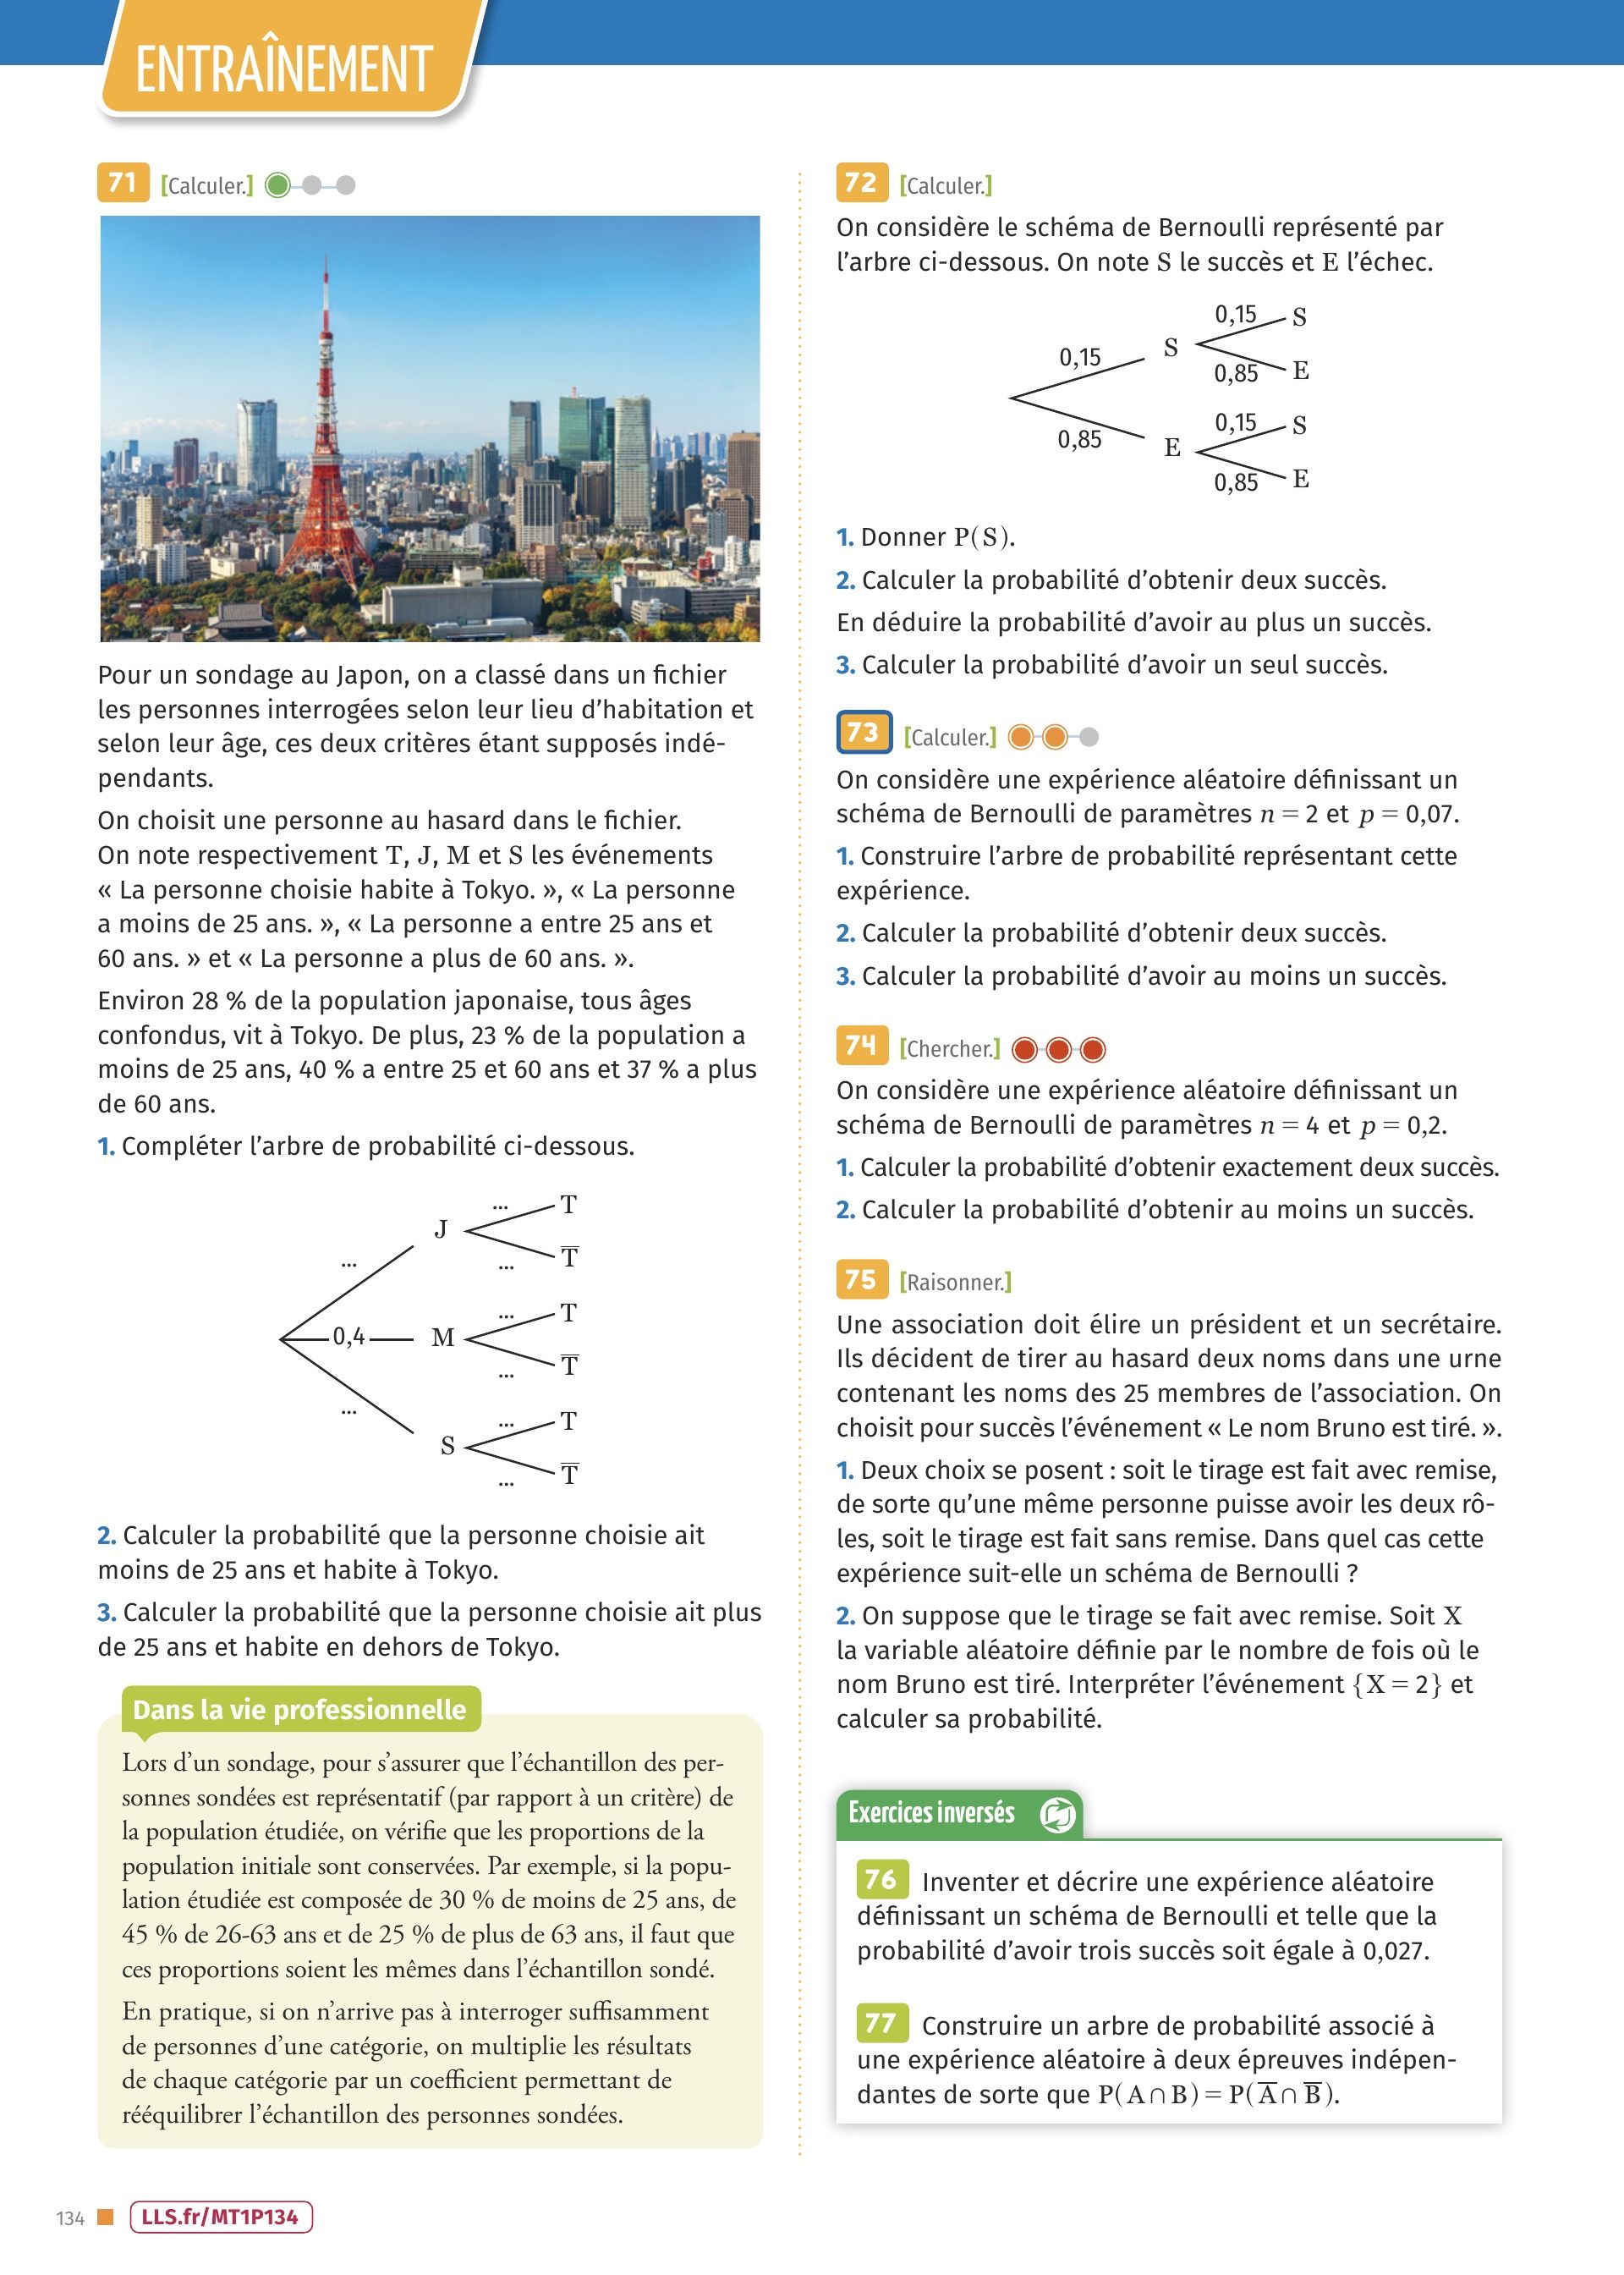 ENTRAÎNEMENT
71 [Calculer.]
Pour un sondage au Japon, on a classé dans un fichier
les personnes interrogées selon leur lieu d'habitation et
selon leur âge, ces deux critères étant supposés indé-
pendants.
On choisit une personne au hasard dans le fichier.
On note respectivement T, J, M et S les événements
« La personne choisie habite à Tokyo. », « La personne
a moins de 25 ans. », « La personne a entre 25 ans et
60 ans. » et « La personne a plus de 60 ans. ».
Environ 28 % de la population japonaise, tous âges
confondus, vit à Tokyo. De plus, 23 % de la population a
moins de 25 ans, 40 % a entre 25 et 60 ans et 37 % a plus
de 60 ans.
1. Compléter l'arbre de probabilité ci-dessous.
... T
J
... T̅
...
... T
0,4 M
... T̅
...
... T
S
... T̅
2. Calculer la probabilité que la personne choisie ait
moins de 25 ans et habite à Tokyo.
3. Calculer la probabilité que la personne choisie ait plus
de 25 ans et habite en dehors de Tokyo.
Dans la vie professionnelle
Lors d'un sondage, pour s'assurer que l'échantillon des per-
sonnes sondées est représentatif (par rapport à un critère) de
la population étudiée, on vérifie que les proportions de la
population initiale sont conservées. Par exemple, si la popu-
lation étudiée est composée de 30 % de moins de 25 ans, de
45 % de 26-63 ans et de 25 % de plus de 63 ans, il faut que
ces proportions soient les mêmes dans l'échantillon sondé.
En pratique, si on n'arrive pas à interroger suffisamment
de personnes d'une catégorie, on multiplie les résultats
de chaque catégorie par un coefficient permettant de
rééquilibrer l'échantillon des personnes sondées.
72 [Calculer.]
On considère le schéma de Bernoulli représenté par
l'arbre ci-dessous. On note S le succès et E l'échec.
0,15 S
0,15 S
0,85 E
0,15 S
0,85 E
0,85 E
1. Donner P(S).
2. Calculer la probabilité d'obtenir deux succès.
En déduire la probabilité d'avoir au plus un succès.
3. Calculer la probabilité d'avoir un seul succès.
73 [Calculer.]
On considère une expérience aléatoire définissant un
schéma de Bernoulli de paramètres n = 2 et p = 0,07.
1. Construire l'arbre de probabilité représentant cette
expérience.
2. Calculer la probabilité d'obtenir deux succès.
3. Calculer la probabilité d'avoir au moins un succès.
74 [Chercher.]
On considère une expérience aléatoire définissant un
schéma de Bernoulli de paramètres n = 4 et p = 0,2.
1. Calculer la probabilité d'obtenir exactement deux succès.
2. Calculer la probabilité d'obtenir au moins un succès.
75 [Raisonner.]
Une association doit élire un président et un secrétaire.
Ils décident de tirer au hasard deux noms dans une urne
contenant les noms des 25 membres de l'association. On
choisit pour succès l'événement « Le nom Bruno est tiré. ».
1. Deux choix se posent : soit le tirage est fait avec remise,
de sorte qu'une même personne puisse avoir les deux rô-
les, soit le tirage est fait sans remise. Dans quel cas cette
expérience suit-elle un schéma de Bernoulli ?
2. On suppose que le tirage se fait avec remise. Soit X
la variable aléatoire définie par le nombre de fois où le
nom Bruno est tiré. Interpréter l'événement {X = 2} et
calculer sa probabilité.
Exercices inversés
76 Inventer et décrire une expérience aléatoire
définissant un schéma de Bernoulli et telle que la
probabilité d'avoir trois succès soit égale à 0,027.
77 Construire un arbre de probabilité associé à
une expérience aléatoire à deux épreuves indépen-
dantes de sorte que P(A∩B) = P(A̅∩B̅).
134 LLS.fr/MT1P134